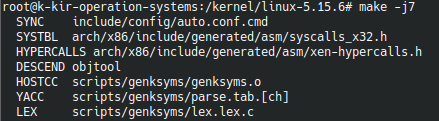 root@k-kir-operation-systems:/kernel/linux-5.15.6# make -j7
  SYNC    include/config/auto.conf.cmd
  SYSTBL  arch/x86/include/generated/asm/syscalls_x32.h
  HYPERCALLS arch/x86/include/generated/asm/xen-hypercalls.h
  DESCEND objtool
  HOSTCC  scripts/genksyms/genksyms.o
  YACC    scripts/genksyms/parse.tab.[ch]
  LEX     scripts/genksyms/lex.lex.c